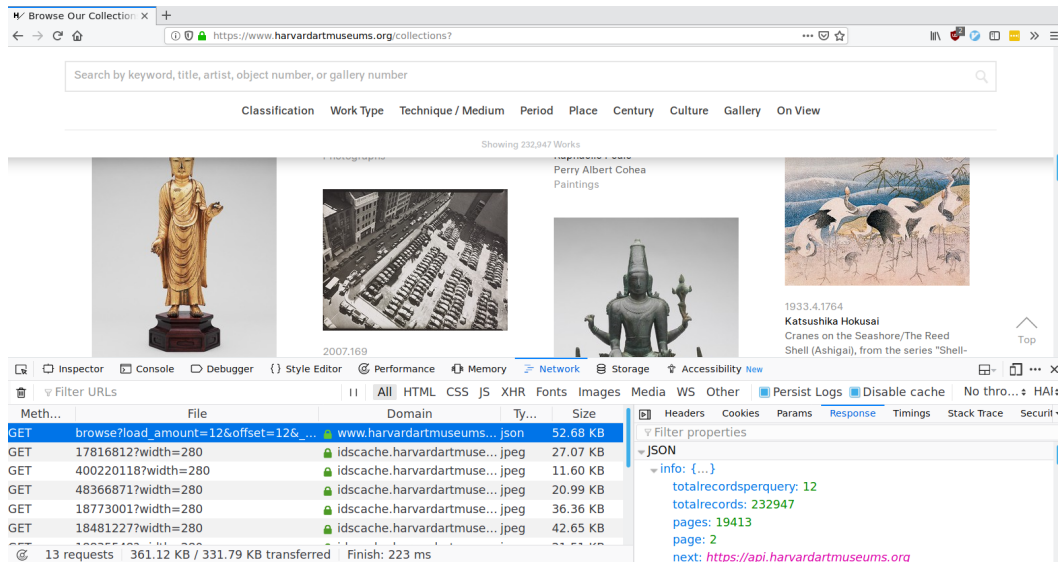 H/ Browse Our Collection
https://www.harvardartmuseums.org/collections?
2
Search by keyword, title, artist, object number, or gallery number
Classification Work Type Technique / Medium Period Place Century Culture Gallery On View
Showing 232,947 Works
Photographs
Raphaelle Peale
Perry Albert Cohea
Paintings
1933.4.1764
Katsushika Hokusai
Cranes on the Seashore/The Reed
Shell (Ashigai), from the series "Shell-
Top
2007.169
Inspector Console Debugger {} Style Editor Performance Memory Network Storage Accessibility New
Filter URLs All HTML CSS JS XHR Fonts Images Media WS Other Persist Logs Disable cache No thro... HAR
Meth... File Domain Ty... Size Headers Cookies Params Response Timings Stack Trace Securit
GET browse?load_amount=12&offset=12&_... www.harvardartmuseums... json 52.68 KB Filter properties
GET 17816812?width=280 idscache.harvardartmuse... jpeg 27.07 KB JSON
GET 400220118?width=280 idscache.harvardartmuse... jpeg 11.60 KB info: {...}
GET 48366871?width=280 idscache.harvardartmuse... jpeg 20.99 KB totalrecordsperquery: 12
GET 18773001?width=280 idscache.harvardartmuse... jpeg 36.36 KB totalrecords: 232947
GET 18481227?width=280 idscache.harvardartmuse... jpeg 42.65 KB pages: 19413
page: 2
13 requests 361.12 KB / 331.79 KB transferred Finish: 223 ms next: https://api.harvardartmuseums.org